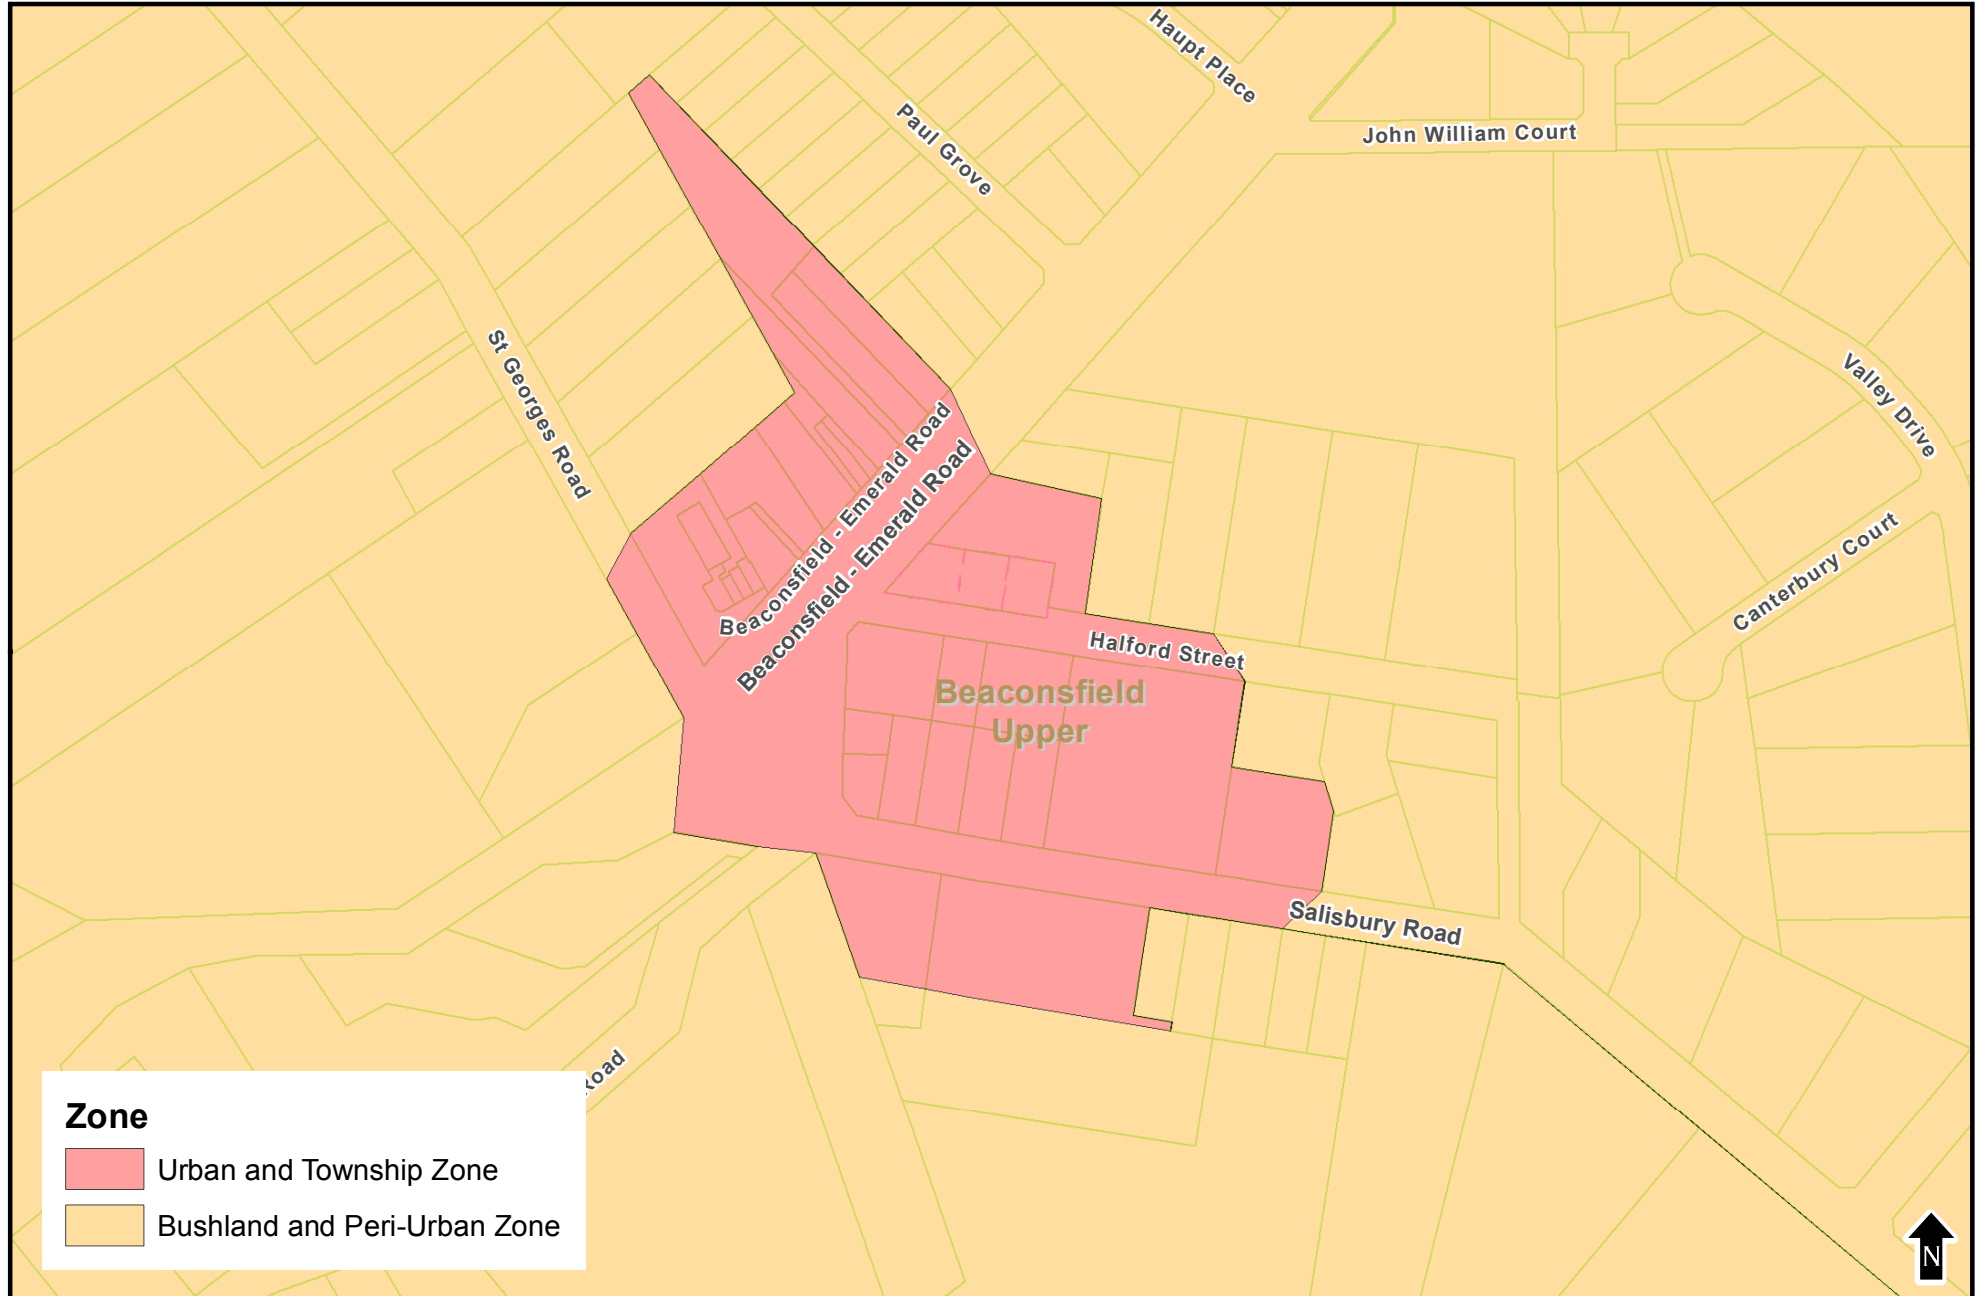 Haupt Place
John William Court
Paul Grove
St Georges Road
Valley Drive
Beaconsfield - Emerald Road
Beaconsfield - Emerald Road
Canterbury Court
Halford Street
Beaconsfield
Upper
Salisbury Road
Road
Zone
Urban and Township Zone
Bushland and Peri-Urban Zone
N